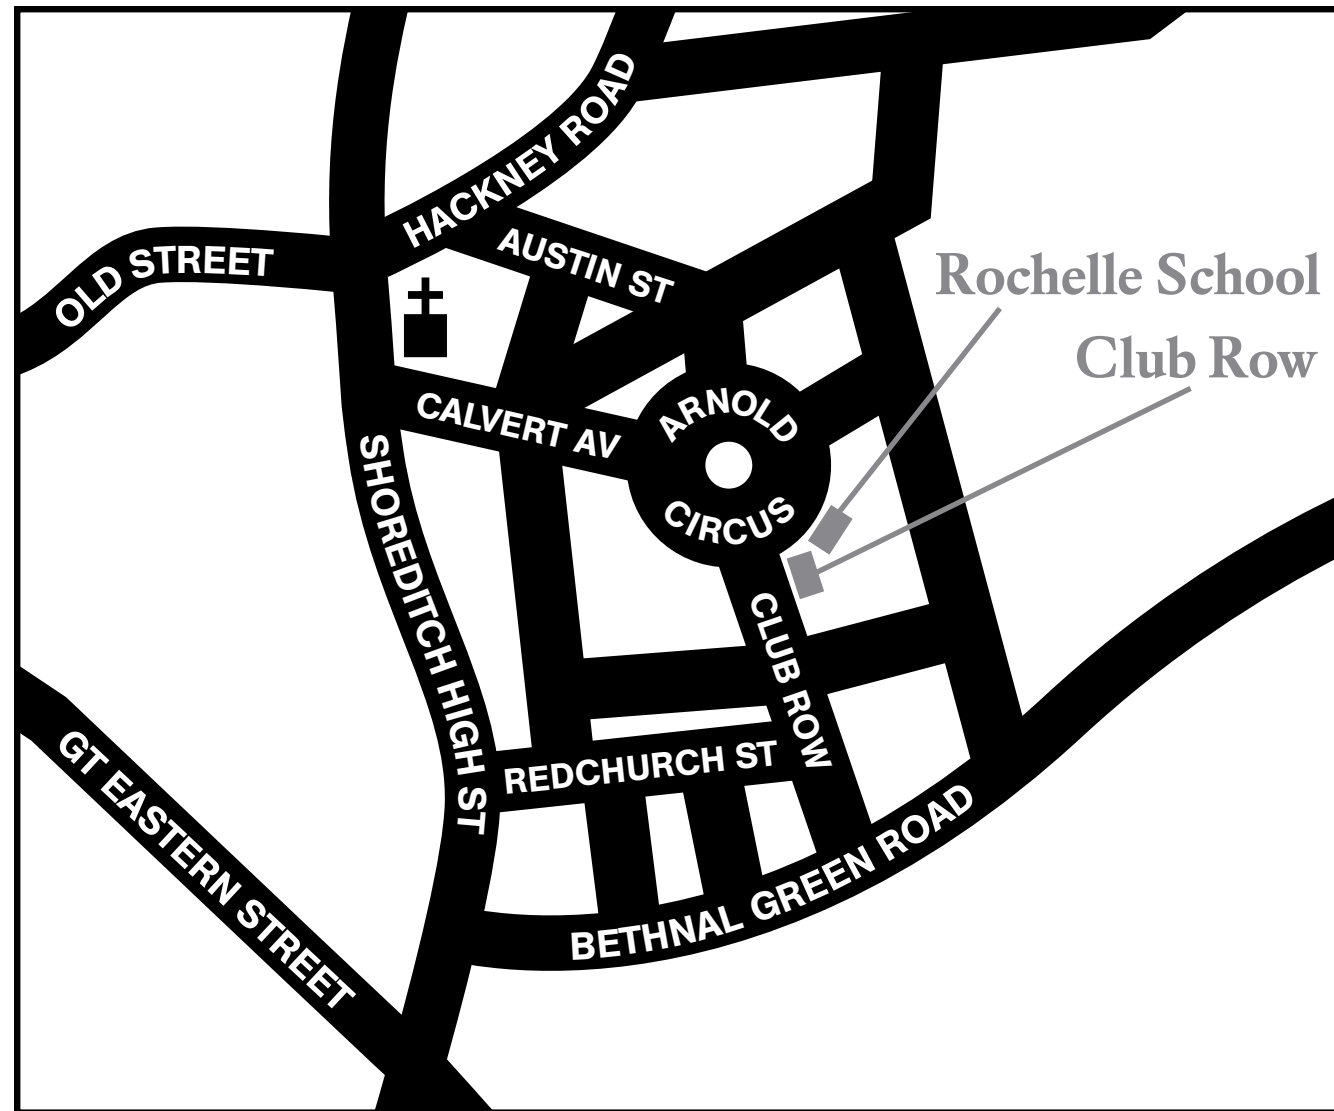 HACKNEY ROAD
AUSTIN ST
OLD STREET
Rochelle School
Club Row
CALVERT AV
ARNOLD
CIRCUS
SHOREDITCH HIGH ST
CLUB ROW
REDCHURCH ST
GT EASTERN STREET
BETHNAL GREEN ROAD